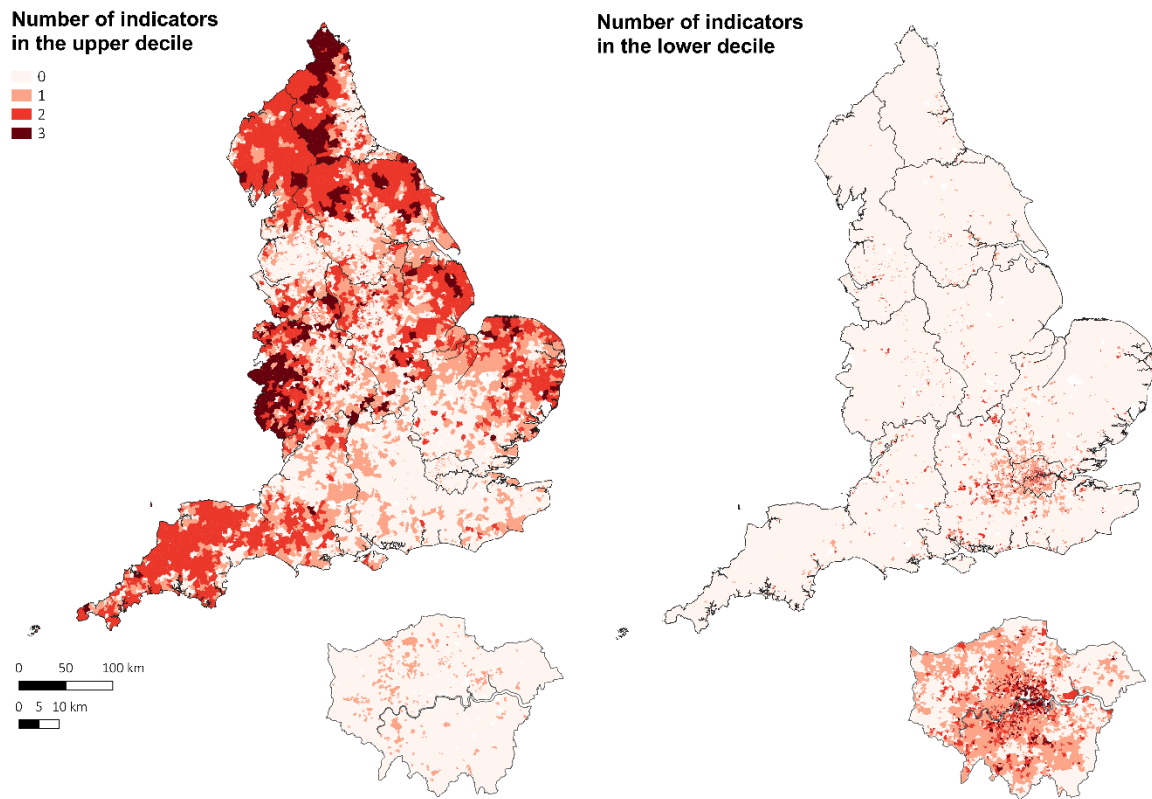 Number of indicators
in the upper decile
0
1
2
3
Number of indicators
in the lower decile
0 50 100 km
0 5 10 km